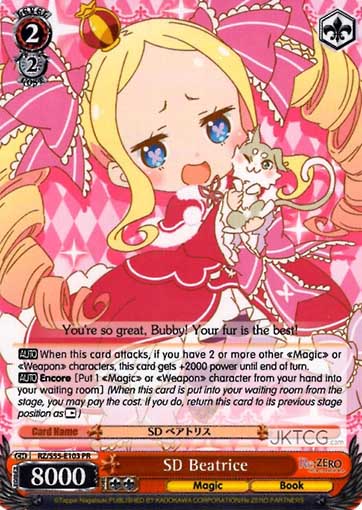 2
2
You're so great, Bubby! Your fur is the best!
AUTO When this card attacks, if you have 2 or more other «Magic» or
«Weapon» characters, this card gets +2000 power until end of turn.
AUTO Encore [Put 1 «Magic» or «Weapon» character from your hand into
your waiting room] (When this card is put into your waiting room from the
stage, you may pay the cost. If you do, return this card to its previous stage
position as)
Card Name SD ベアトリス
JKTCG.com
CH RZ/S55-E103 PR SD Beatrice Re:ZERO
8000 Magic Book
©Tappei Nagatsuki,PUBLISHED BY KADOKAWA CORPORATION/Re:ZERO PARTNERS